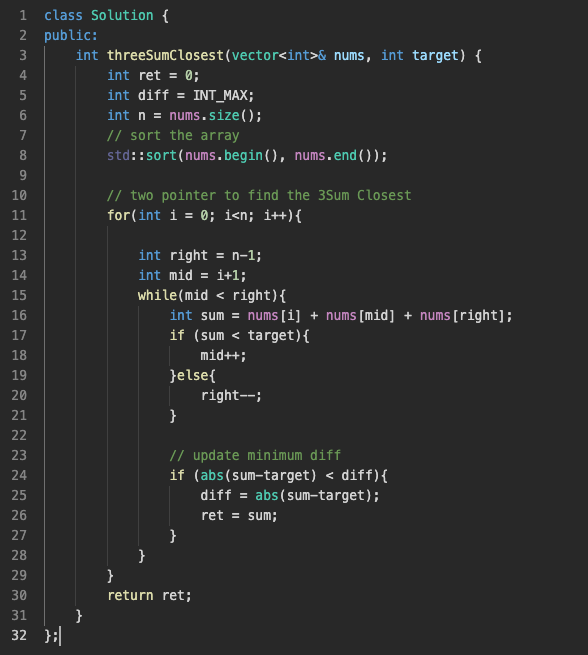 1 class Solution {
2 public:
3     int threeSumClosest(vector<int>& nums, int target) {
4         int ret = 0;
5         int diff = INT_MAX;
6         int n = nums.size();
7         // sort the array
8         std::sort(nums.begin(), nums.end());
9
10         // two pointer to find the 3Sum Closest
11         for(int i = 0; i<n; i++){
12
13             int right = n-1;
14             int mid = i+1;
15             while(mid < right){
16                 int sum = nums[i] + nums[mid] + nums[right];
17                 if (sum < target){
18                     mid++;
19                 }else{
20                     right--;
21                 }
22
23                 // update minimum diff
24                 if (abs(sum-target) < diff){
25                     diff = abs(sum-target);
26                     ret = sum;
27                 }
28             }
29         }
30         return ret;
31     }
32 };